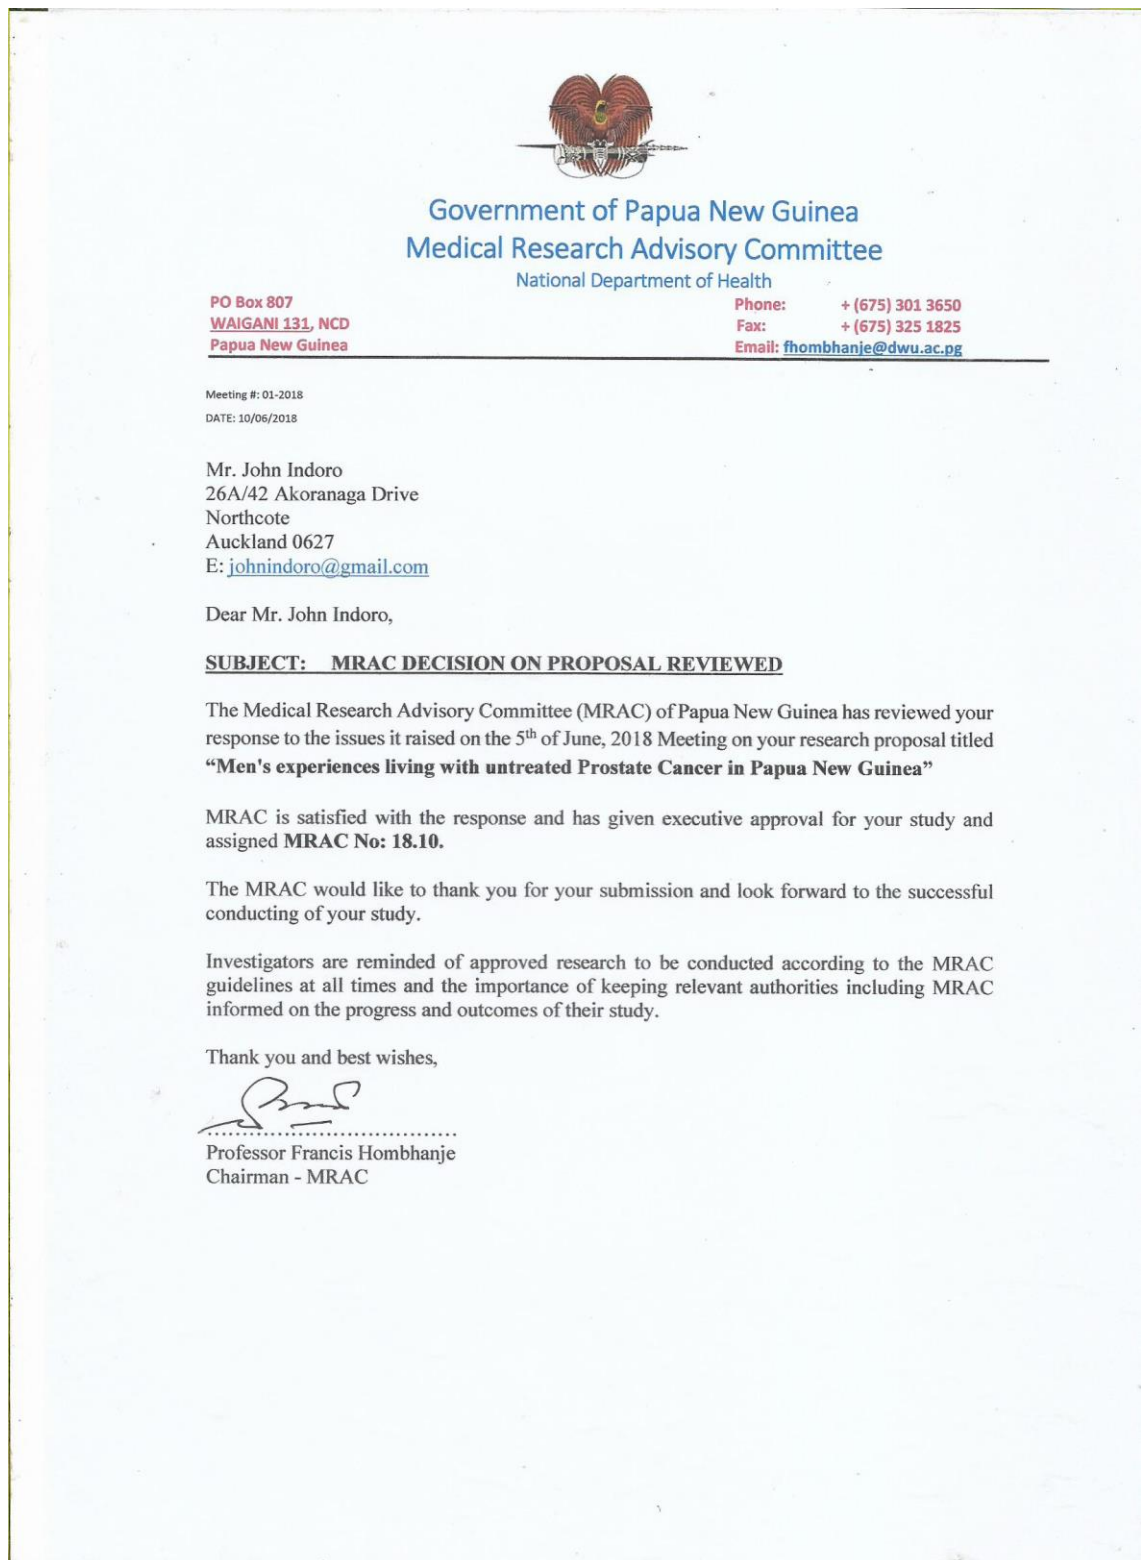 Government of Papua New Guinea
Medical Research Advisory Committee
National Department of Health
PO Box 807
WAIGANI 131, NCD
Papua New Guinea
Phone: + (675) 301 3650
Fax: + (675) 325 1825
Email: fhombhanje@dwu.ac.pg
Meeting #: 01-2018
DATE: 10/06/2018
Mr. John Indoro
26A/42 Akoranaga Drive
Northcote
Auckland 0627
E: johnindoro@gmail.com
Dear Mr. John Indoro,
SUBJECT: MRAC DECISION ON PROPOSAL REVIEWED
The Medical Research Advisory Committee (MRAC) of Papua New Guinea has reviewed your
response to the issues it raised on the 5th of June, 2018 Meeting on your research proposal titled
“Men's experiences living with untreated Prostate Cancer in Papua New Guinea”
MRAC is satisfied with the response and has given executive approval for your study and
assigned MRAC No: 18.10.
The MRAC would like to thank you for your submission and look forward to the successful
conducting of your study.
Investigators are reminded of approved research to be conducted according to the MRAC
guidelines at all times and the importance of keeping relevant authorities including MRAC
informed on the progress and outcomes of their study.
Thank you and best wishes,
Professor Francis Hombhanje
Chairman - MRAC